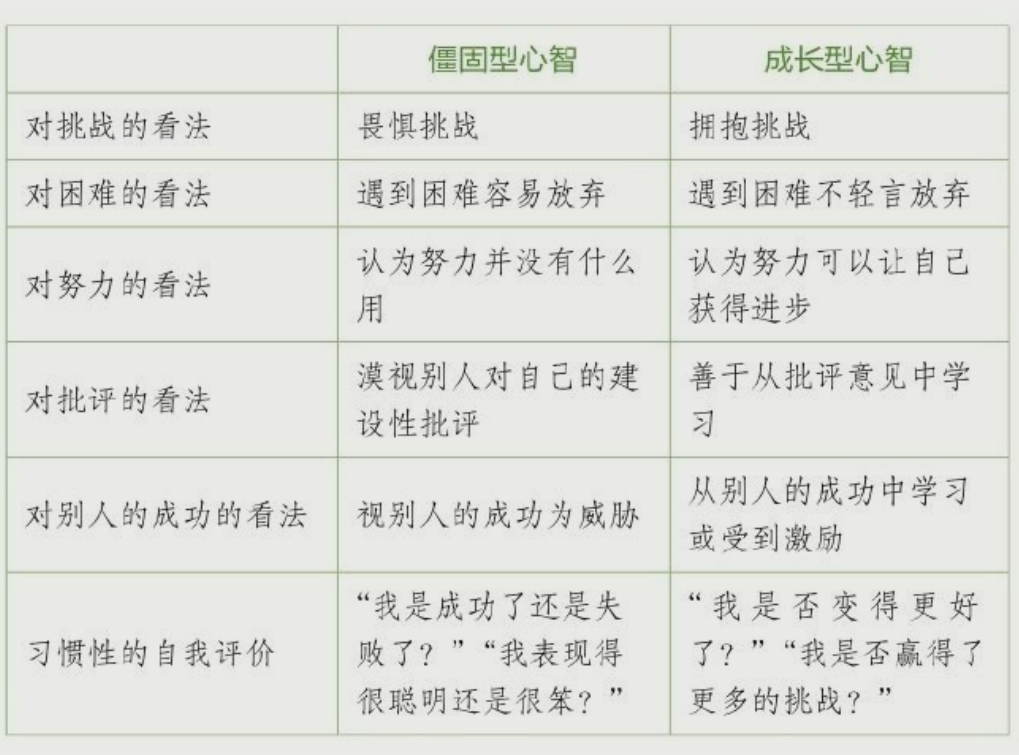 僵固型心智 成长型心智
对挑战的看法 畏惧挑战 拥抱挑战
对困难的看法 遇到困难容易放弃 遇到困难不轻言放弃
对努力的看法
认为努力并没有什么
用
认为努力可以让自己
获得进步
对批评的看法
漠视别人对自己的建
设性批评
善于从批评意见中学
习
对别人的成功的看法 视别人的成功为威胁
从别人的成功中学习
或受到激励
习惯性的自我评价
“我是成功了还是失
败了？”“我表现得
很聪明还是很笨？”
“我是否变得更好
了？”“我是否赢得了
更多的挑战？”